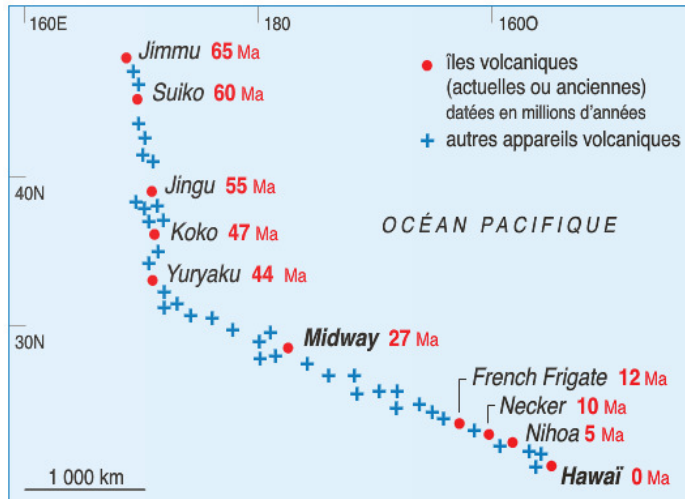 160E 180 160O
Jimmu 65 Ma
Suiko 60 Ma
îles volcaniques
(actuelles ou anciennes)
datées en millions d'années
autres appareils volcaniques
40N
Jingu 55 Ma
Koko 47 Ma
OCÉAN PACIFIQUE
Yuryaku 44 Ma
30N
Midway 27 Ma
French Frigate 12 Ma
Necker 10 Ma
Nihoa 5 Ma
Hawaï 0 Ma
1 000 km